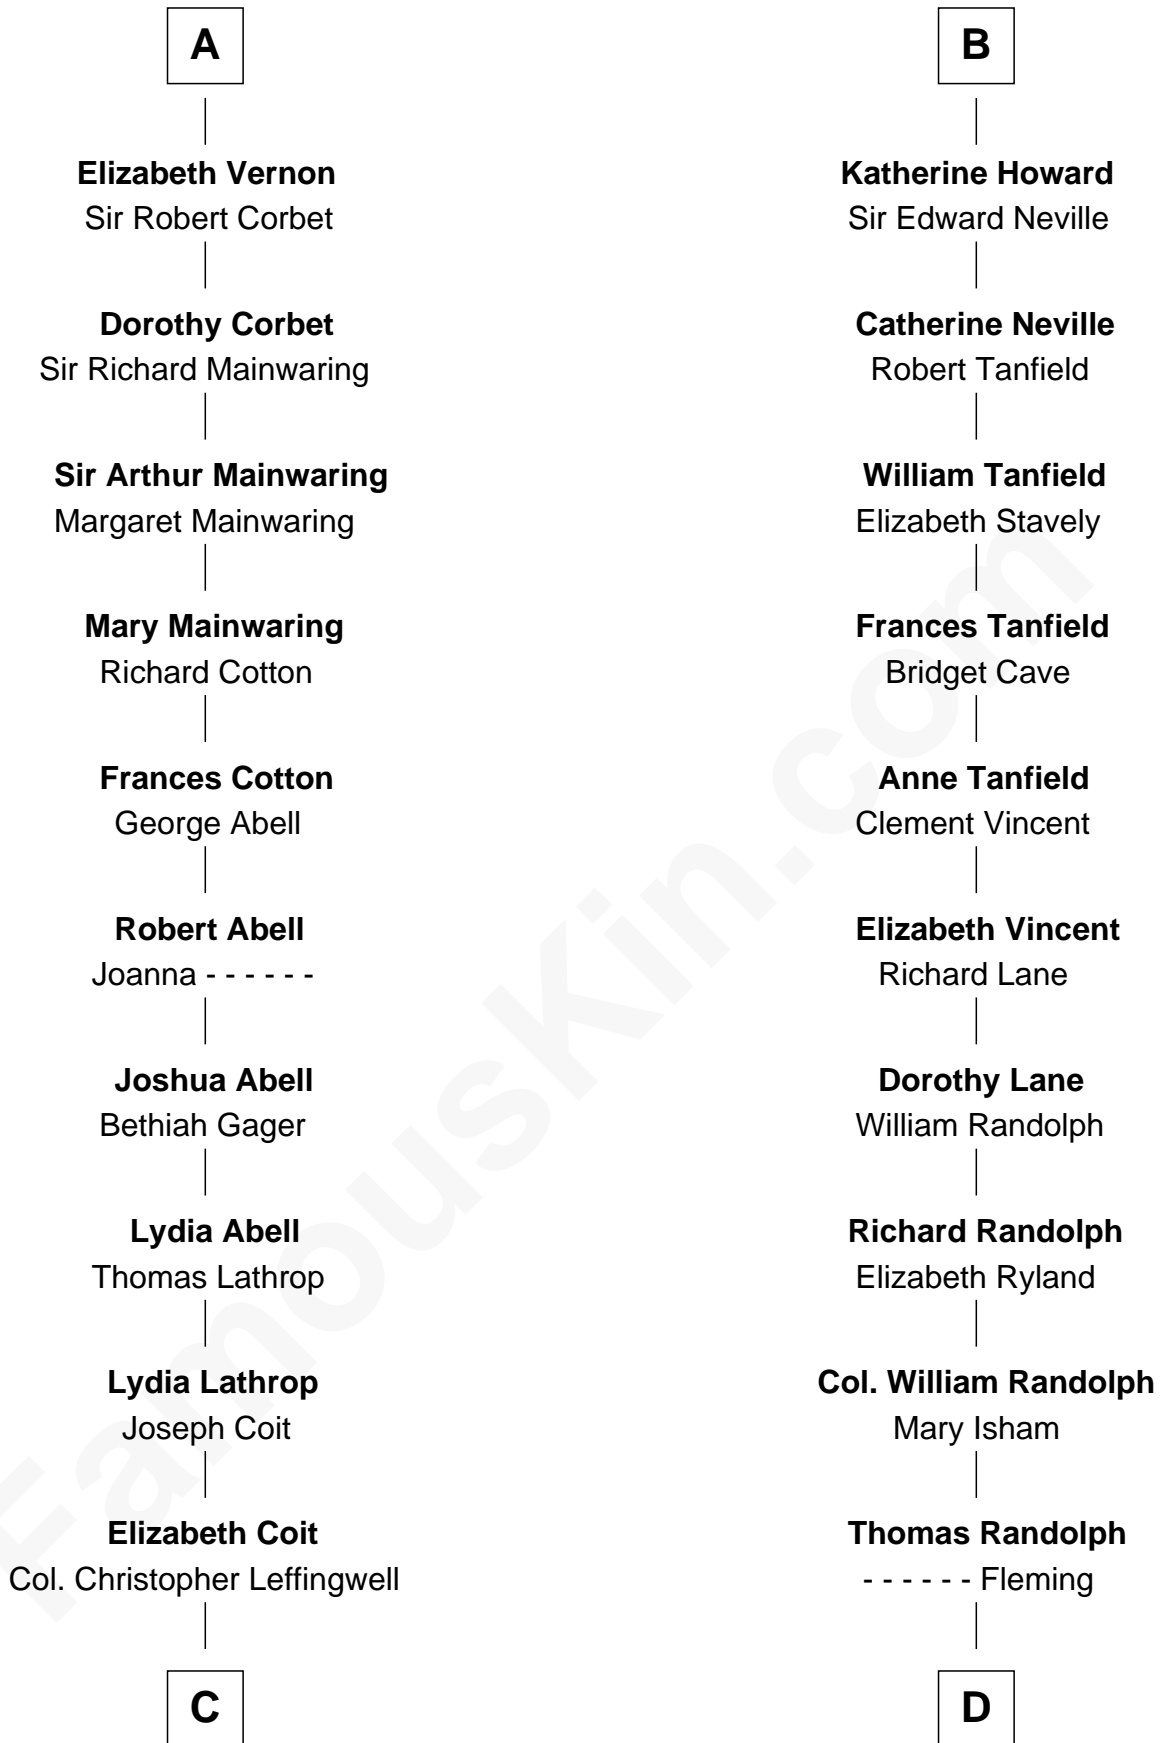 A
Elizabeth Vernon
Sir Robert Corbet
Dorothy Corbet
Sir Richard Mainwaring
Sir Arthur Mainwaring
Margaret Mainwaring
Mary Mainwaring
Richard Cotton
Frances Cotton
George Abell
Robert Abell
Joanna - - - - - -
Joshua Abell
Bethiah Gager
Lydia Abell
Thomas Lathrop
Lydia Lathrop
Joseph Coit
Elizabeth Coit
Col. Christopher Leffingwell
C
B
Katherine Howard
Sir Edward Neville
Catherine Neville
Robert Tanfield
William Tanfield
Elizabeth Stavely
Frances Tanfield
Bridget Cave
Anne Tanfield
Clement Vincent
Elizabeth Vincent
Richard Lane
Dorothy Lane
William Randolph
Richard Randolph
Elizabeth Ryland
Col. William Randolph
Mary Isham
Thomas Randolph
- - - - - - Fleming
D
FamousKin.com